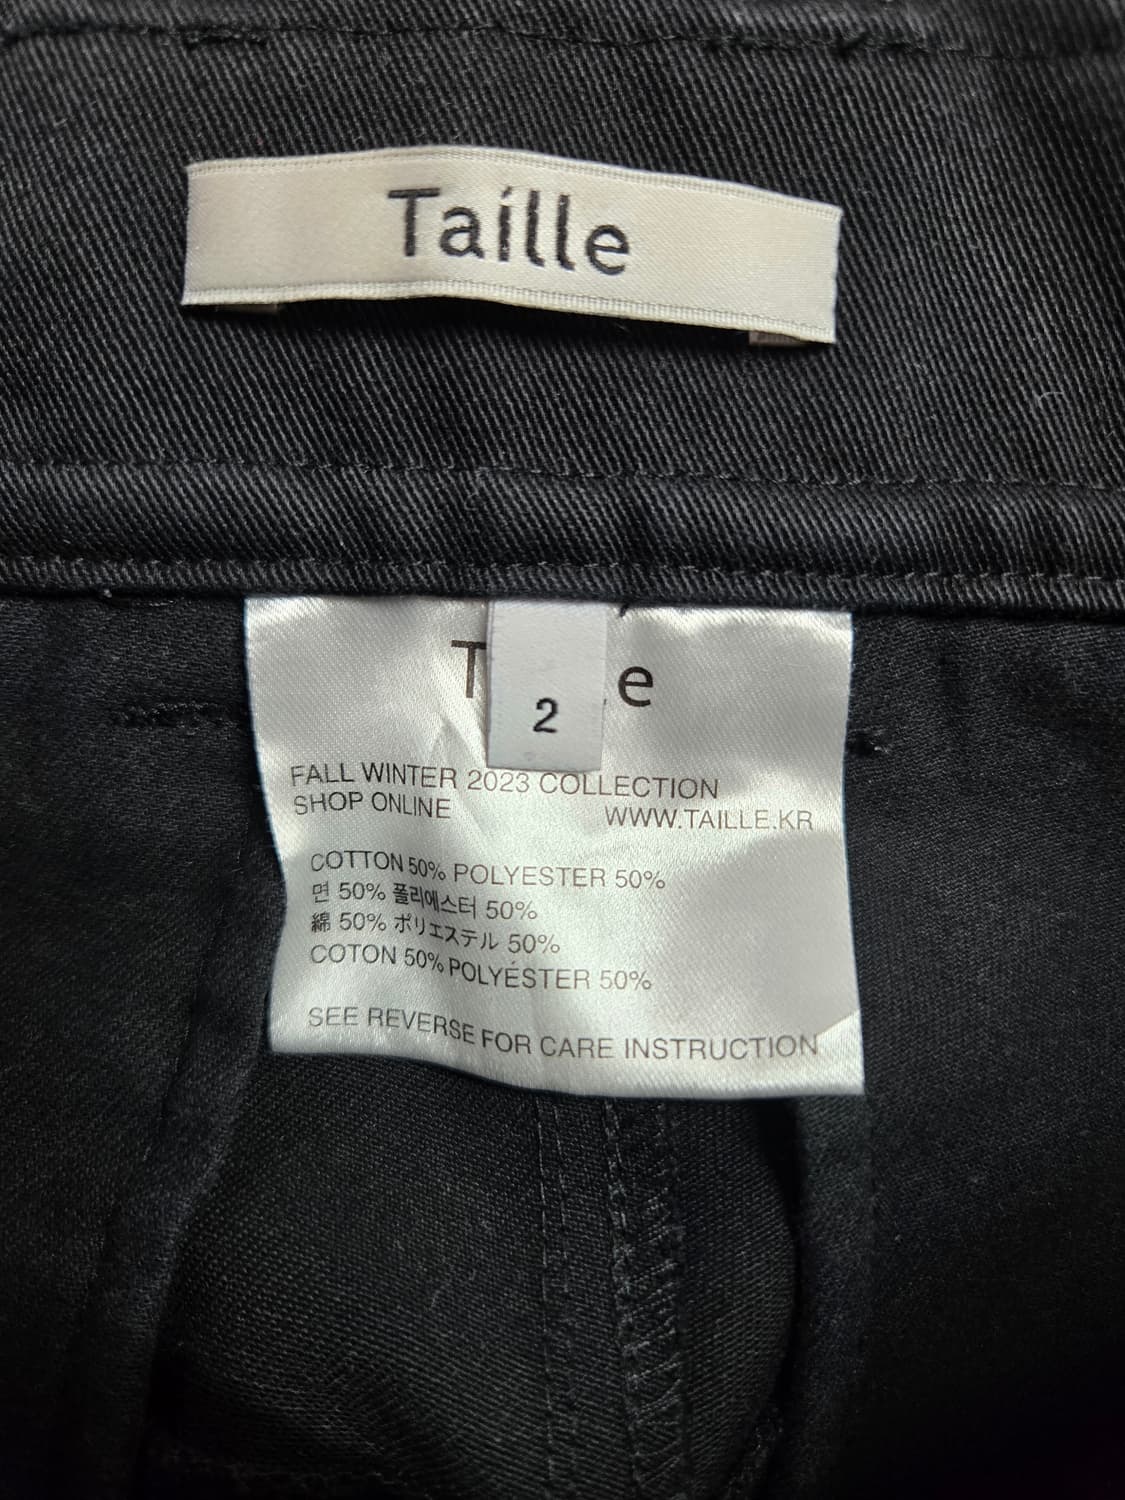 Taille
T e
2
FALL WINTER 2023 COLLECTION
SHOP ONLINE WWW.TAILLE.KR
COTTON 50% POLYESTER 50%
면 50% 폴리에스터 50%
綿 50% ポリエステル 50%
COTON 50% POLYÉSTER 50%
SEE REVERSE FOR CARE INSTRUCTION